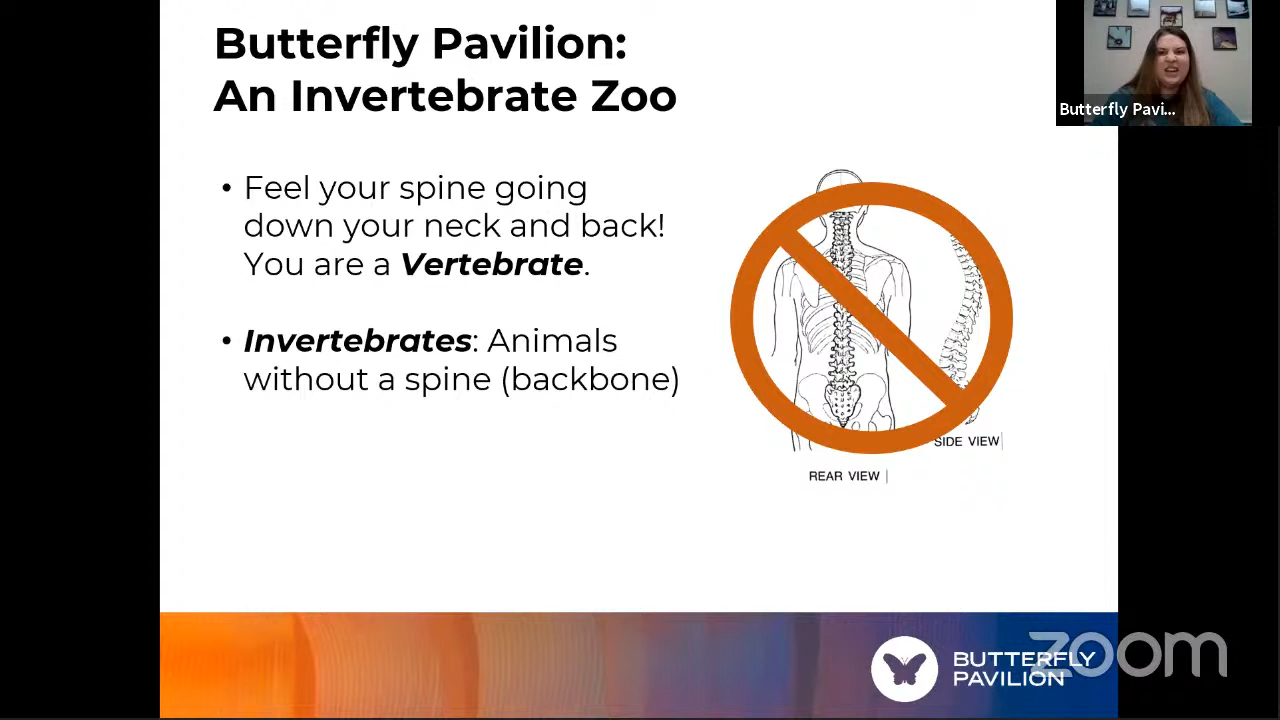 Butterfly Pavilion:
An Invertebrate Zoo
Butterfly Pavi...
• Feel your spine going
down your neck and back!
You are a Vertebrate.
• Invertebrates: Animals
without a spine (backbone)
SIDE VIEW
REAR VIEW
BUTTERFLY
PAVILION
zoom